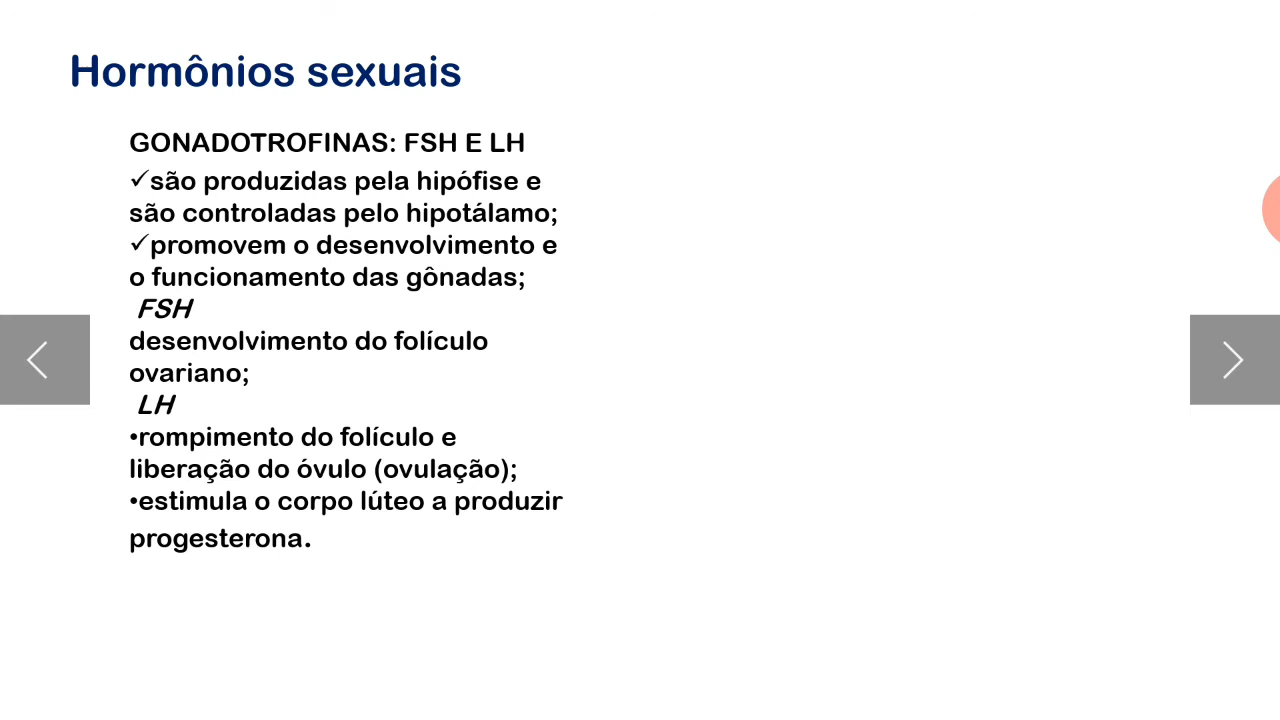 Hormônios sexuais
GONADOTROFINAS: FSH E LH
✓são produzidas pela hipófise e
são controladas pelo hipotálamo;
✓promovem o desenvolvimento e
o funcionamento das gônadas;
FSH
desenvolvimento do folículo
ovariano;
LH
•rompimento do folículo e
liberação do óvulo (ovulação);
•estimula o corpo lúteo a produzir
progesterona.